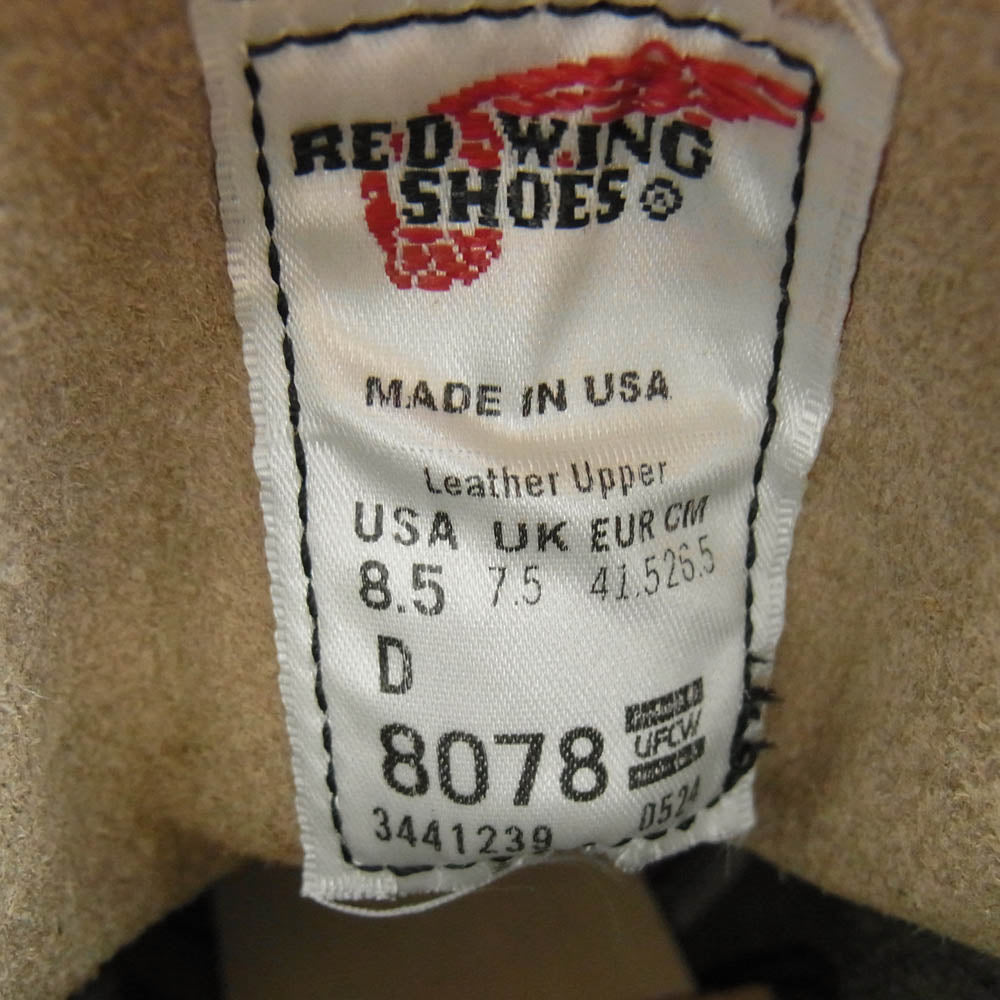 RED WING
SHOES ®
MADE IN USA
Leather Upper
USA UK EUR CM
8.5 7.5 41.5 26.5
D
8078
UFCW
3441239 0524